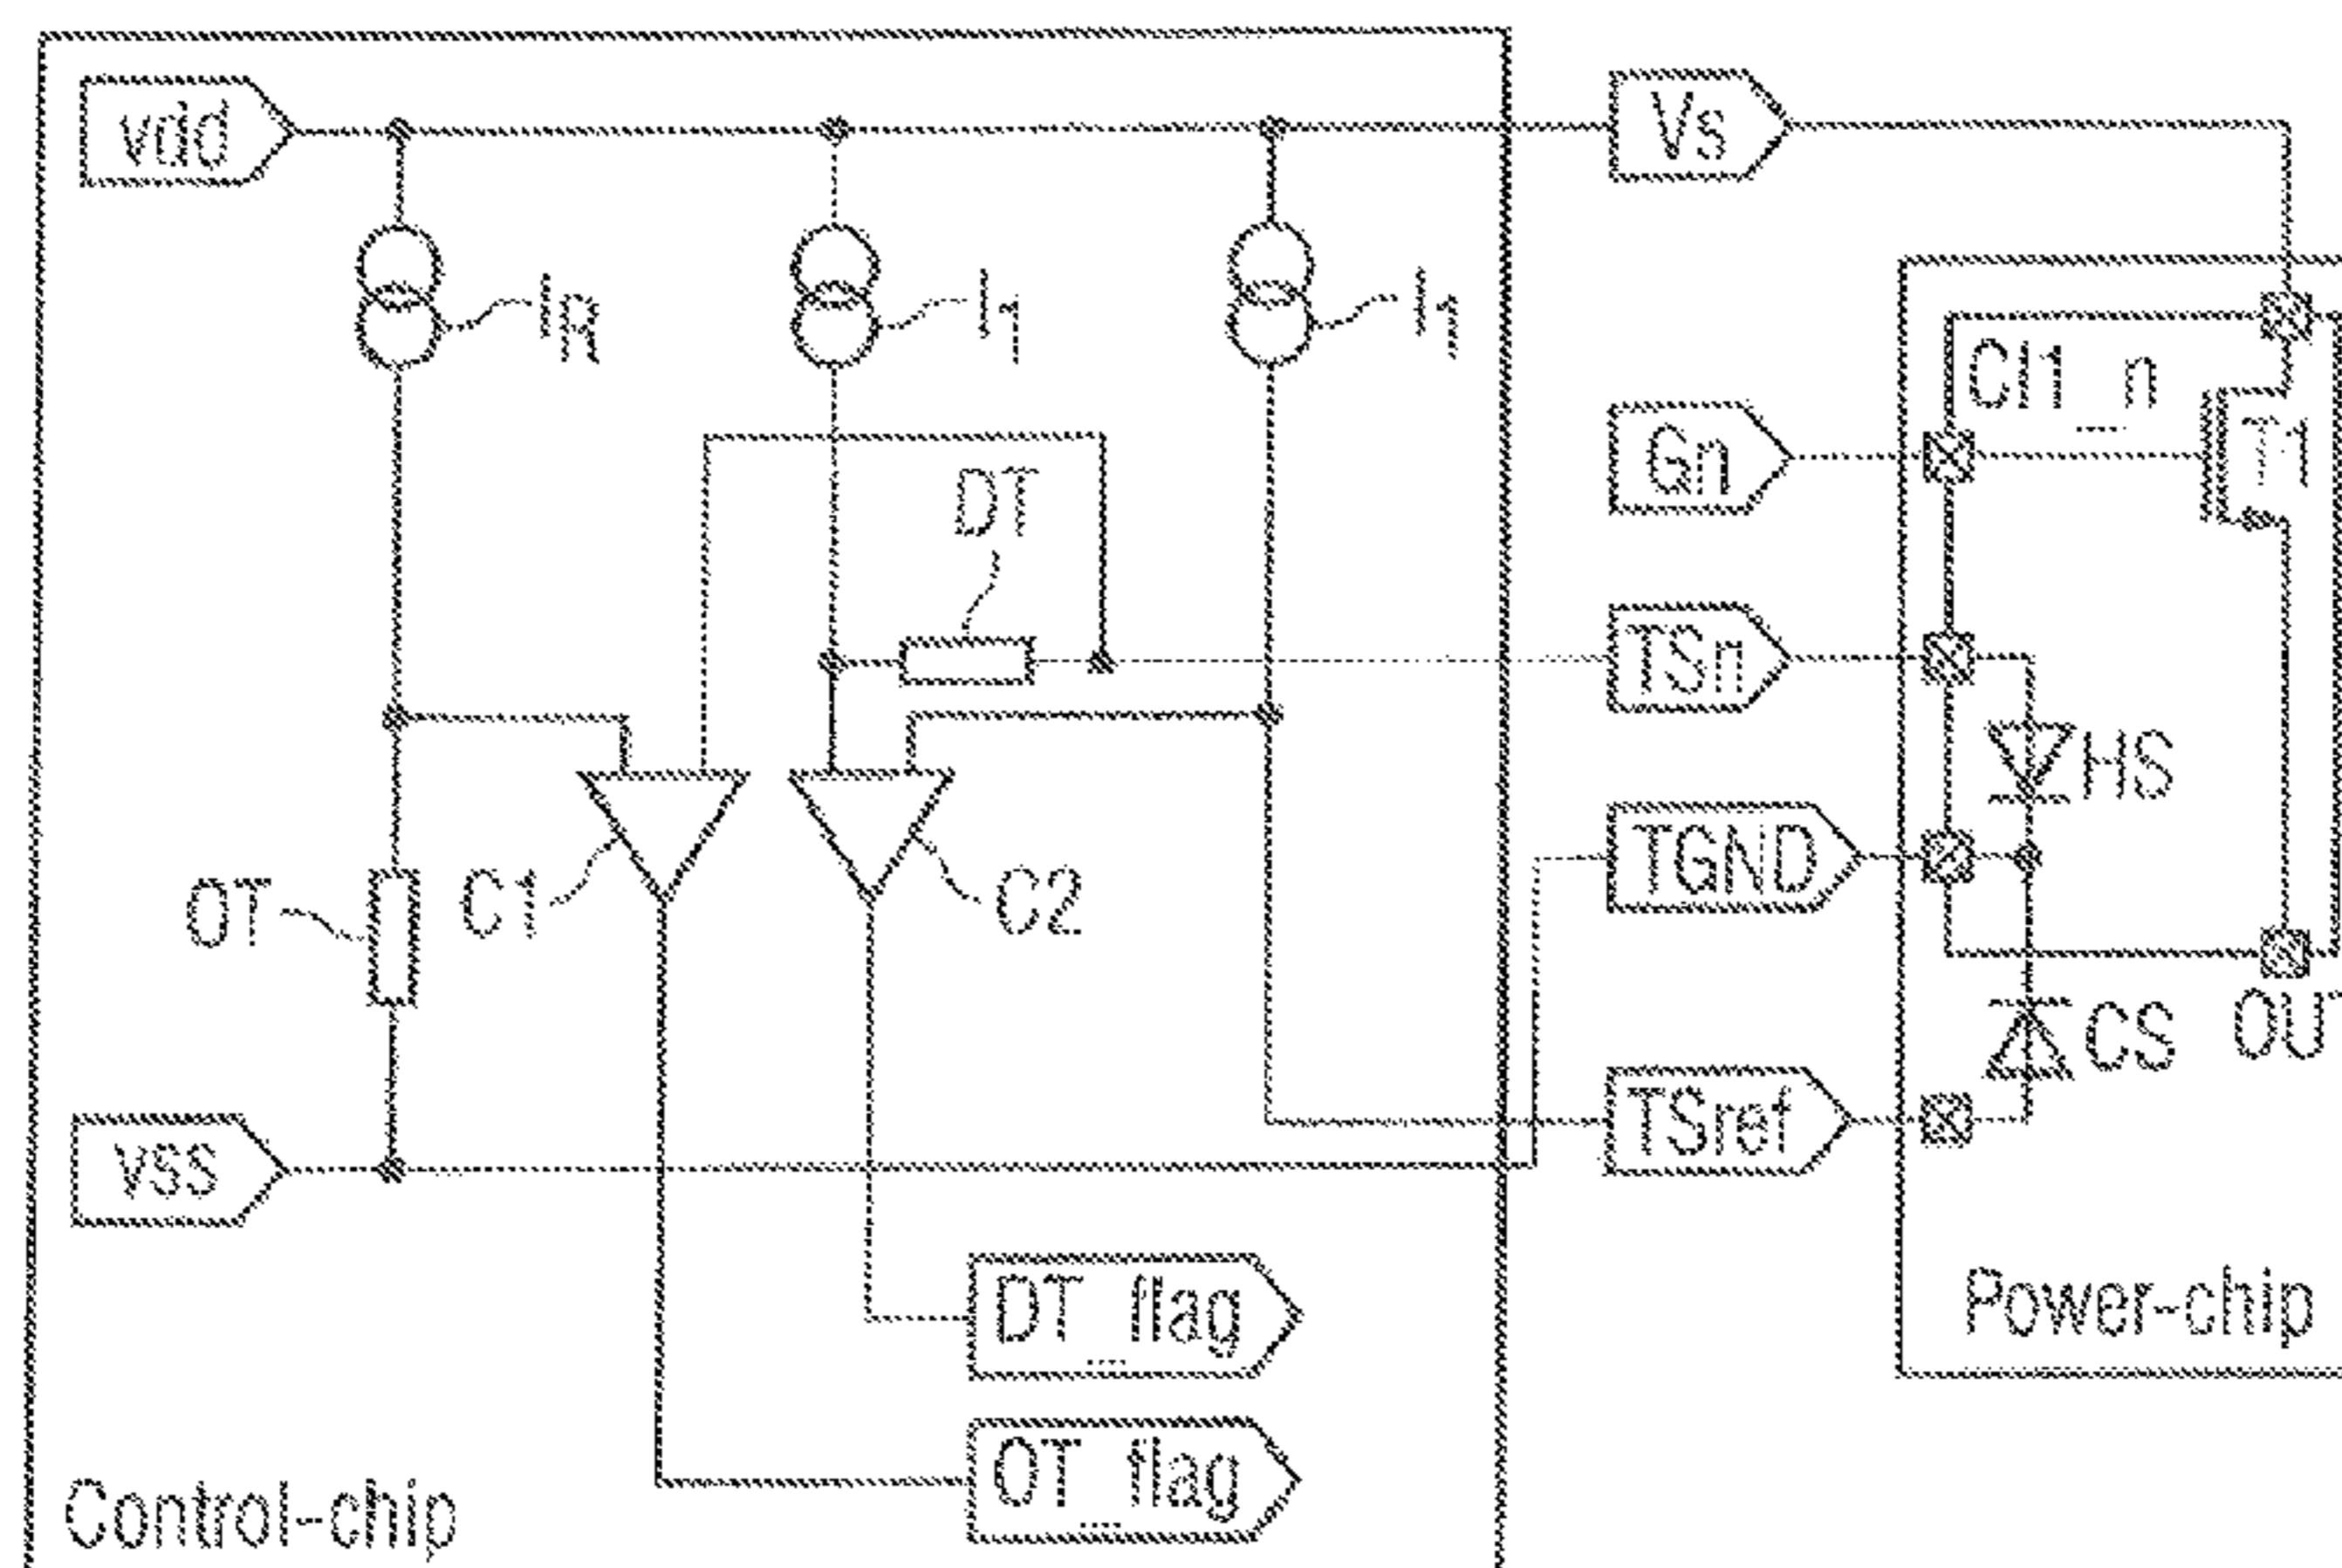 vdd
Vs
IR
I1
I1
CI1_n
Gn
T1
DT
TSn
HS
TGND
OT
C1
C2
CS
OUT
TSref
vss
DT_flag
Power-chip
OT_flag
Control-chip